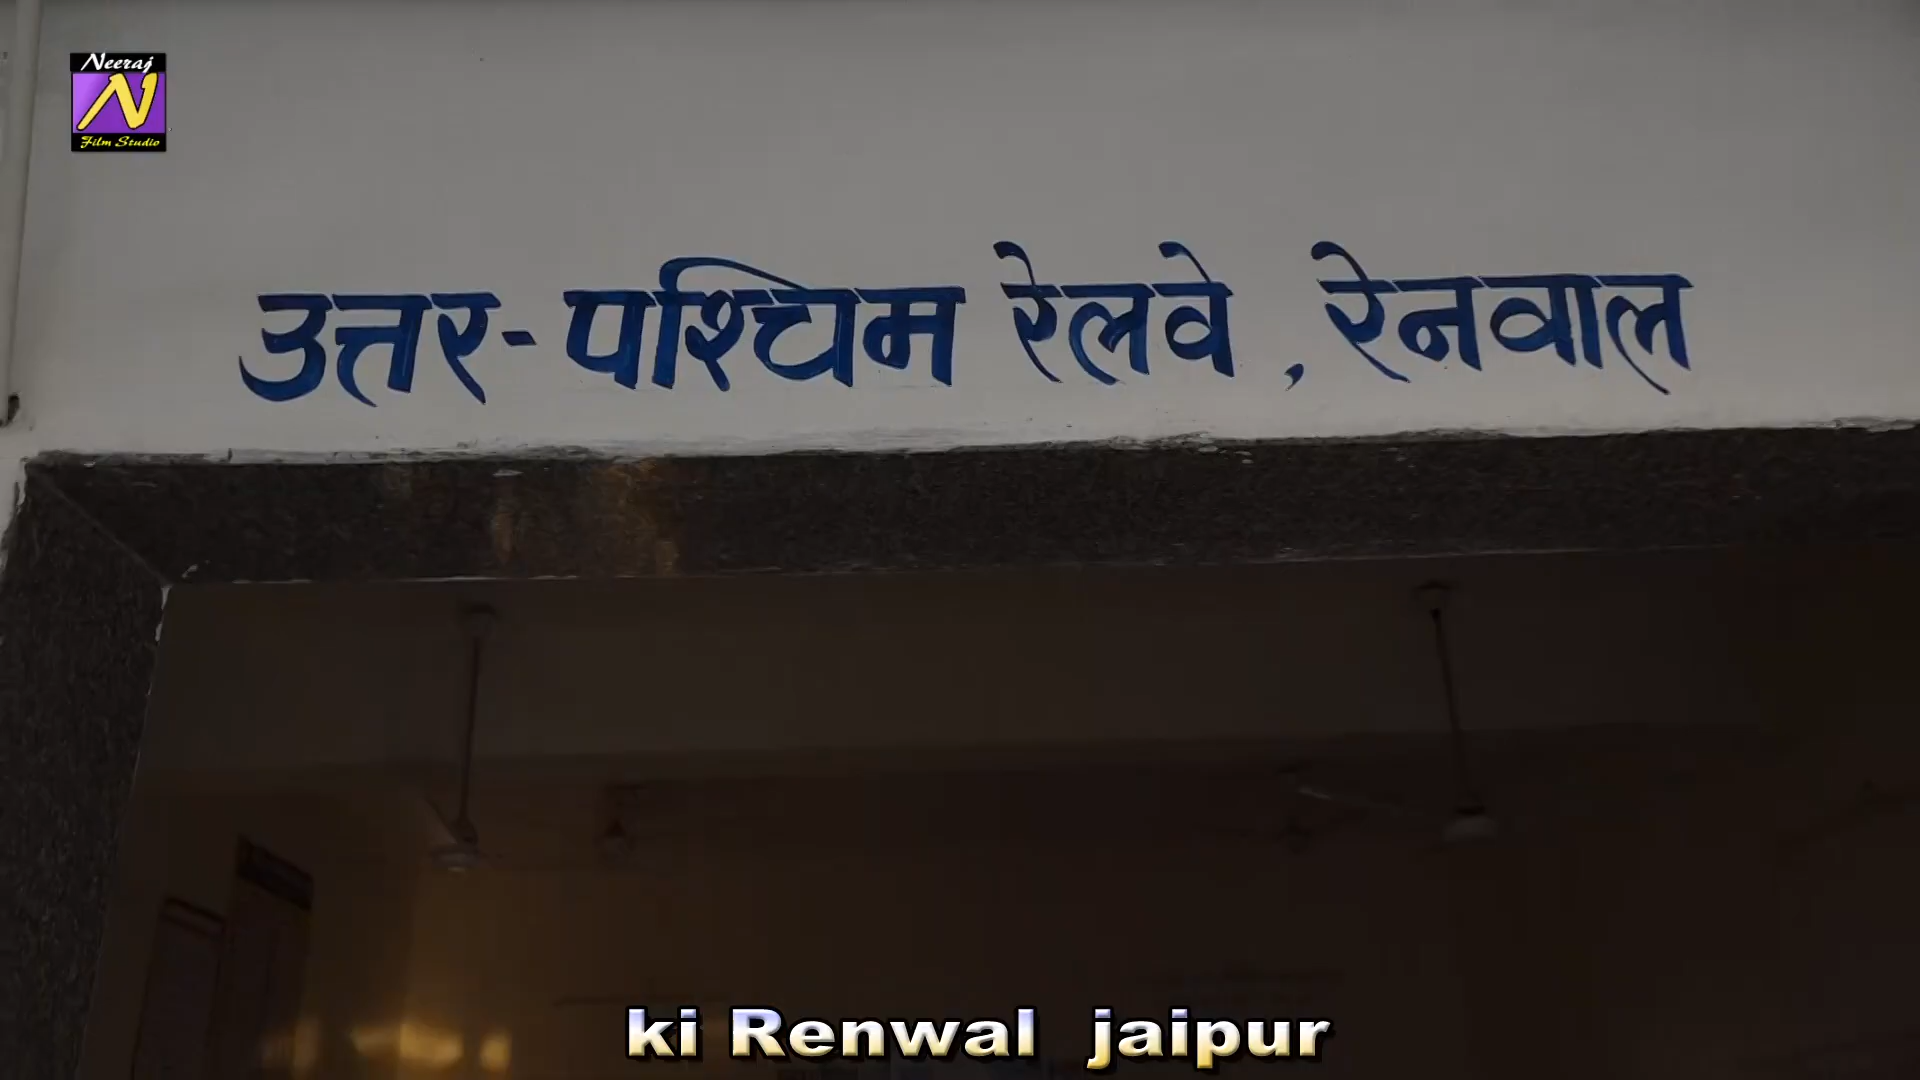 Neeraj
N
Film Studio
उत्तर-पश्चिम रेलवे , रेनवाल
ki Renwal jaipur